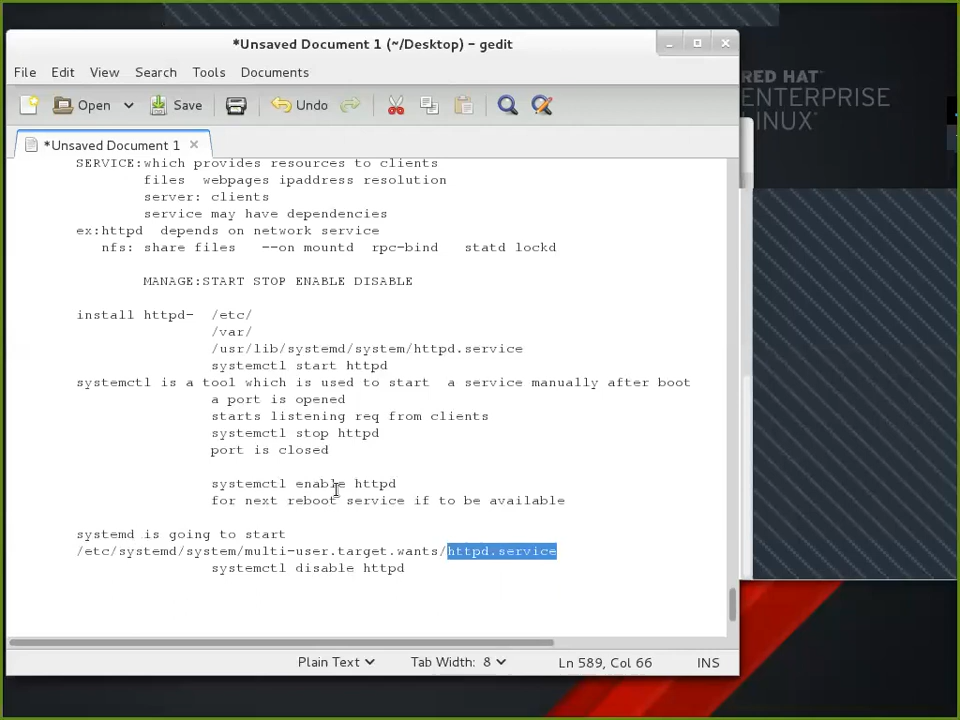 *Unsaved Document 1 (~/Desktop) - gedit
File Edit View Search Tools Documents
Open Save Undo
*Unsaved Document 1
RED HAT
ENTERPRISE
LINUX
SERVICE:which provides resources to clients
files  webpages ipaddress resolution
server: clients
service may have dependencies
ex:httpd  depends on network service
nfs: share files   --on mountd  rpc-bind   statd lockd
MANAGE:START STOP ENABLE DISABLE
install httpd-  /etc/
/var/
/usr/lib/systemd/system/httpd.service
systemctl start httpd
systemctl is a tool which is used to start  a service manually after boot
a port is opened
starts listening req from clients
systemctl stop httpd
port is closed
systemctl enable httpd
for next reboot service if to be available
systemd is going to start
/etc/systemd/system/multi-user.target.wants/httpd.service
systemctl disable httpd
Plain Text Tab Width: 8 Ln 589, Col 66 INS